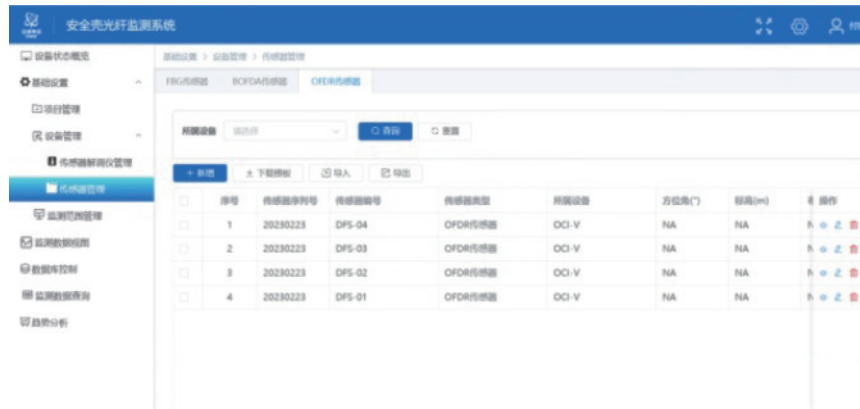 安全壳光纤监测系统
设备状态概览
基础设置 > 设备管理 > 传感器管理
基础设置
FBG传感器 BOFDA传感器 OFDR传感器
项目管理
设备管理
所属设备 请选择 查询 重置
传感器解调仪管理
+ 新增 下载模板 导入 导出
传感器管理
序号 传感器序列号 传感器编号 传感器类型 所属设备 方位角(°) 标高(m) 操作
监测范围管理
1 20230223 DFS-04 OFDR传感器 OCI-V NA NA
监测数据视图
2 20230223 DFS-03 OFDR传感器 OCI-V NA NA
数据库控制
3 20230223 DFS-02 OFDR传感器 OCI-V NA NA
监测数据查询
4 20230223 DFS-01 OFDR传感器 OCI-V NA NA
趋势分析